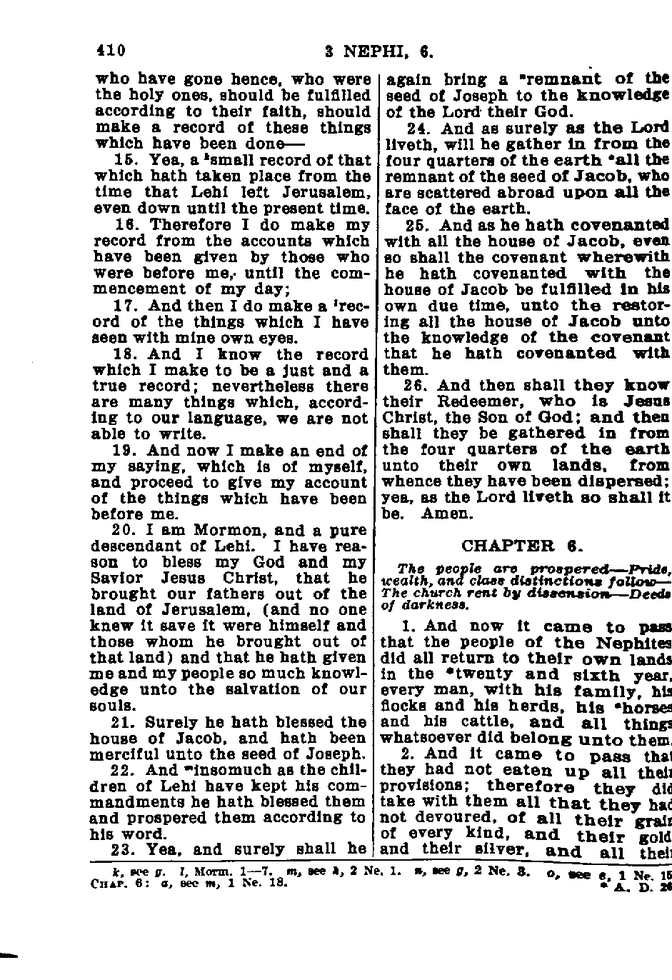 410
3 NEPHI, 6.
who have gone hence, who were
the holy ones, should be fulfilled
according to their faith, should
make a record of these things
which have been done—
15. Yea, a ᵏsmall record of that
which hath taken place from the
time that Lehi left Jerusalem,
even down until the present time.
16. Therefore I do make my
record from the accounts which
have been given by those who
were before me, until the com-
mencement of my day;
17. And then I do make a ˡrec-
ord of the things which I have
seen with mine own eyes.
18. And I know the record
which I make to be a just and a
true record; nevertheless there
are many things which, accord-
ing to our language, we are not
able to write.
19. And now I make an end of
my saying, which is of myself,
and proceed to give my account
of the things which have been
before me.
20. I am Mormon, and a pure
descendant of Lehi. I have rea-
son to bless my God and my
Savior Jesus Christ, that he
brought our fathers out of the
land of Jerusalem, (and no one
knew it save it were himself and
those whom he brought out of
that land) and that he hath given
me and my people so much knowl-
edge unto the salvation of our
souls.
21. Surely he hath blessed the
house of Jacob, and hath been
merciful unto the seed of Joseph.
22. And ᵐinsomuch as the chil-
dren of Lehi have kept his com-
mandments he hath blessed them
and prospered them according to
his word.
23. Yea, and surely shall he
again bring a ⁿremnant of the
seed of Joseph to the knowledge
of the Lord their God.
24. And as surely as the Lord
liveth, will he gather in from the
four quarters of the earth ᵒall the
remnant of the seed of Jacob, who
are scattered abroad upon all the
face of the earth.
25. And as he hath covenanted
with all the house of Jacob, even
so shall the covenant wherewith
he hath covenanted with the
house of Jacob be fulfilled in his
own due time, unto the restor-
ing all the house of Jacob unto
the knowledge of the covenant
that he hath covenanted with
them.
26. And then shall they know
their Redeemer, who is Jesus
Christ, the Son of God; and then
shall they be gathered in from
the four quarters of the earth
unto their own lands, from
whence they have been dispersed;
yea, as the Lord liveth so shall it
be. Amen.
CHAPTER 6.
The people are prospered—Pride,
wealth, and class distinctions follow—
The church rent by dissension—Deeds
of darkness.
1. And now it came to pass
that the people of the Nephites
did all return to their own lands
in the *twenty and sixth year,
every man, with his family, his
flocks and his herds, his ᵃhorses
and his cattle, and all things
whatsoever did belong unto them.
2. And it came to pass that
they had not eaten up all their
provisions; therefore they did
take with them all that they had
not devoured, of all their grain
of every kind, and their gold
and their silver, and all their
k, see g. l, Morm. 1—7. m, see h, 2 Ne. 1. n, see g, 2 Ne. 3. o, see e, 1 Ne. 15
CHAP. 6: a, see m, 1 Ne. 18.
* A. D. 26